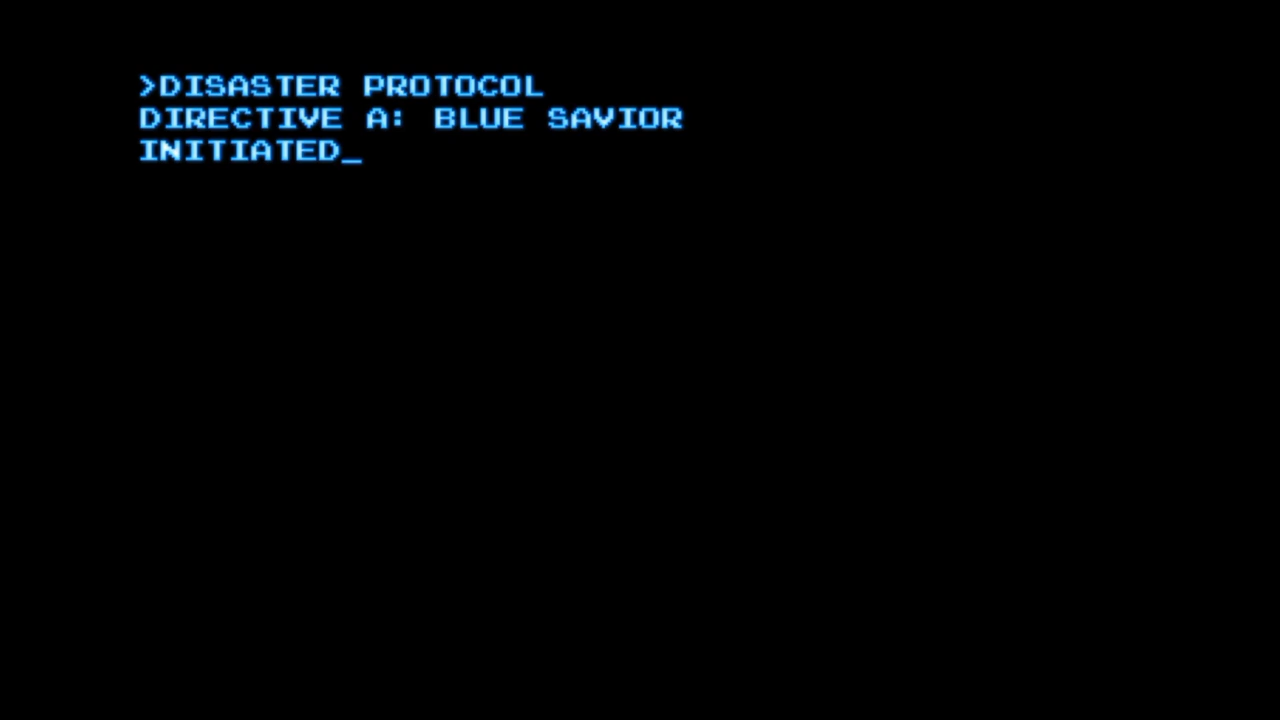 >DISASTER PROTOCOL
DIRECTIVE A: BLUE SAVIOR
INITIATED_